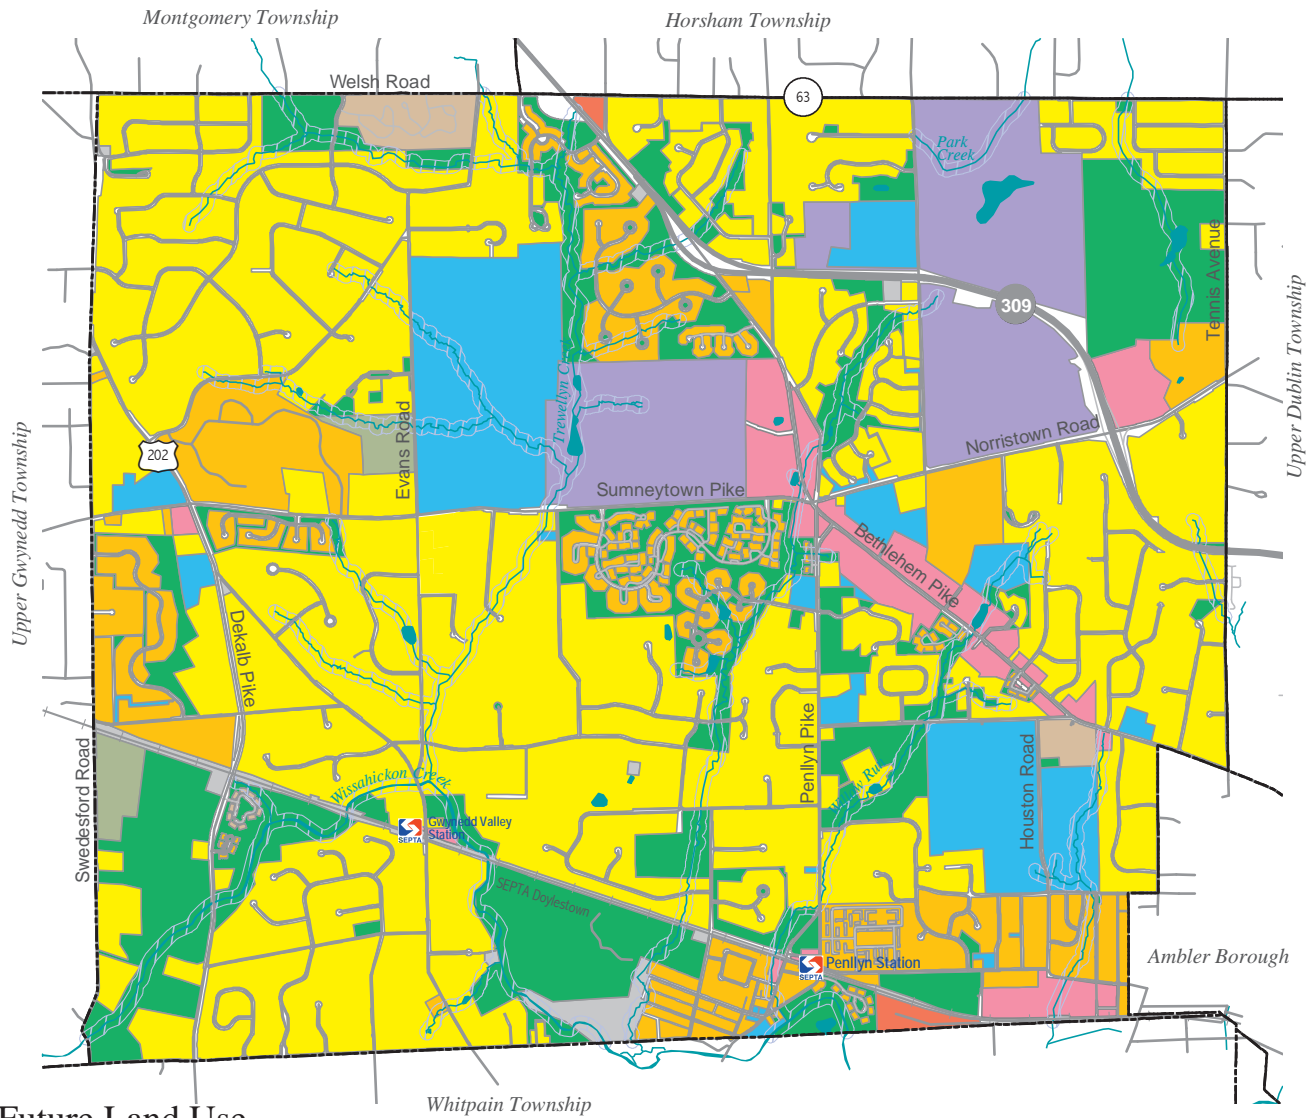 Montgomery Township
Horsham Township
Welsh Road
63
Park
Creek
Tennis Avenue
309
Upper Dublin Township
Trewellyn
Evans Road
Norristown Road
202
Sumneytown Pike
Upper Gwynedd Township
Bethlehem Pike
Dekalb Pike
Penllyn Pike
Houston Road
Swedesford Road
Wissahickon Creek
Gwynedd Valley
Station
SEPTA
SEPTA Doylestown
Penllyn Station
SEPTA
Ambler Borough
Whitpain Township
Future Land Use